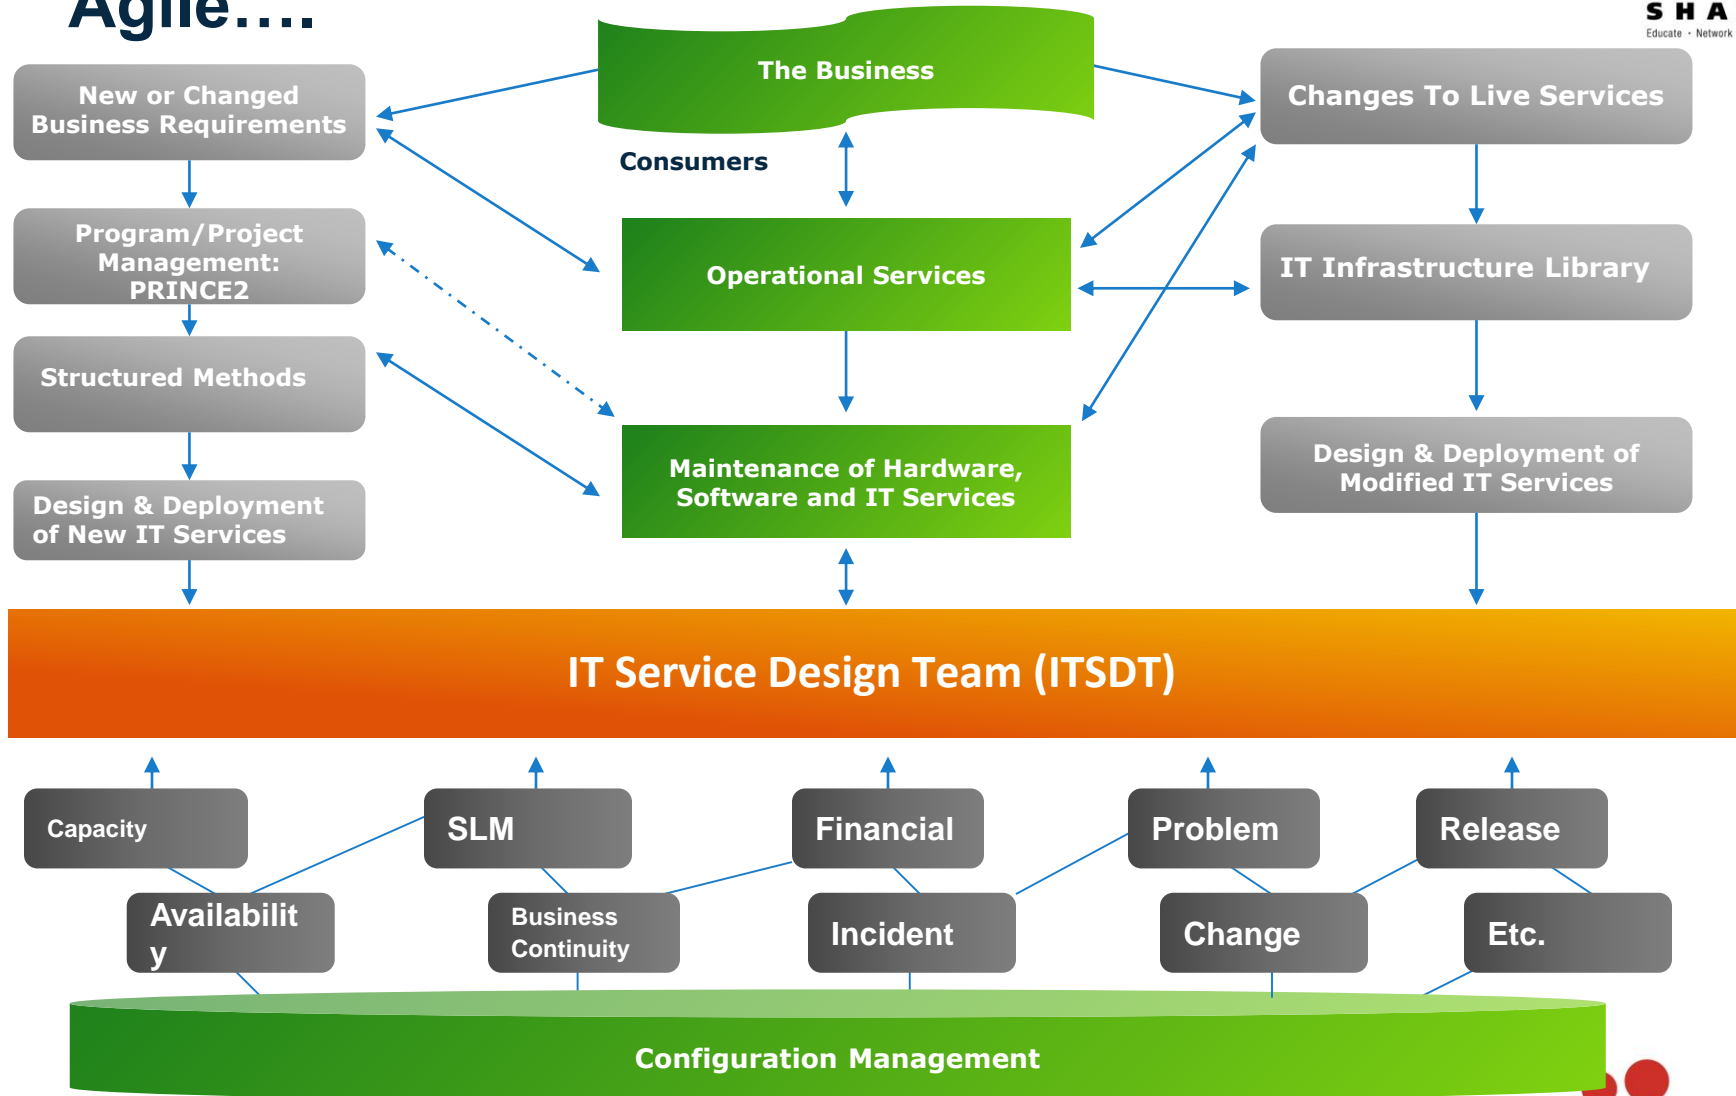 Agile....
S H A
Educate • Network
The Business
New or Changed
Business Requirements
Changes To Live Services
Consumers
Program/Project
Management:
PRINCE2
Operational Services
IT Infrastructure Library
Structured Methods
Maintenance of Hardware,
Software and IT Services
Design & Deployment of
Modified IT Services
Design & Deployment
of New IT Services
IT Service Design Team (ITSDT)
Capacity
SLM
Financial
Problem
Release
Availabilit
y
Business
Continuity
Incident
Change
Etc.
Configuration Management